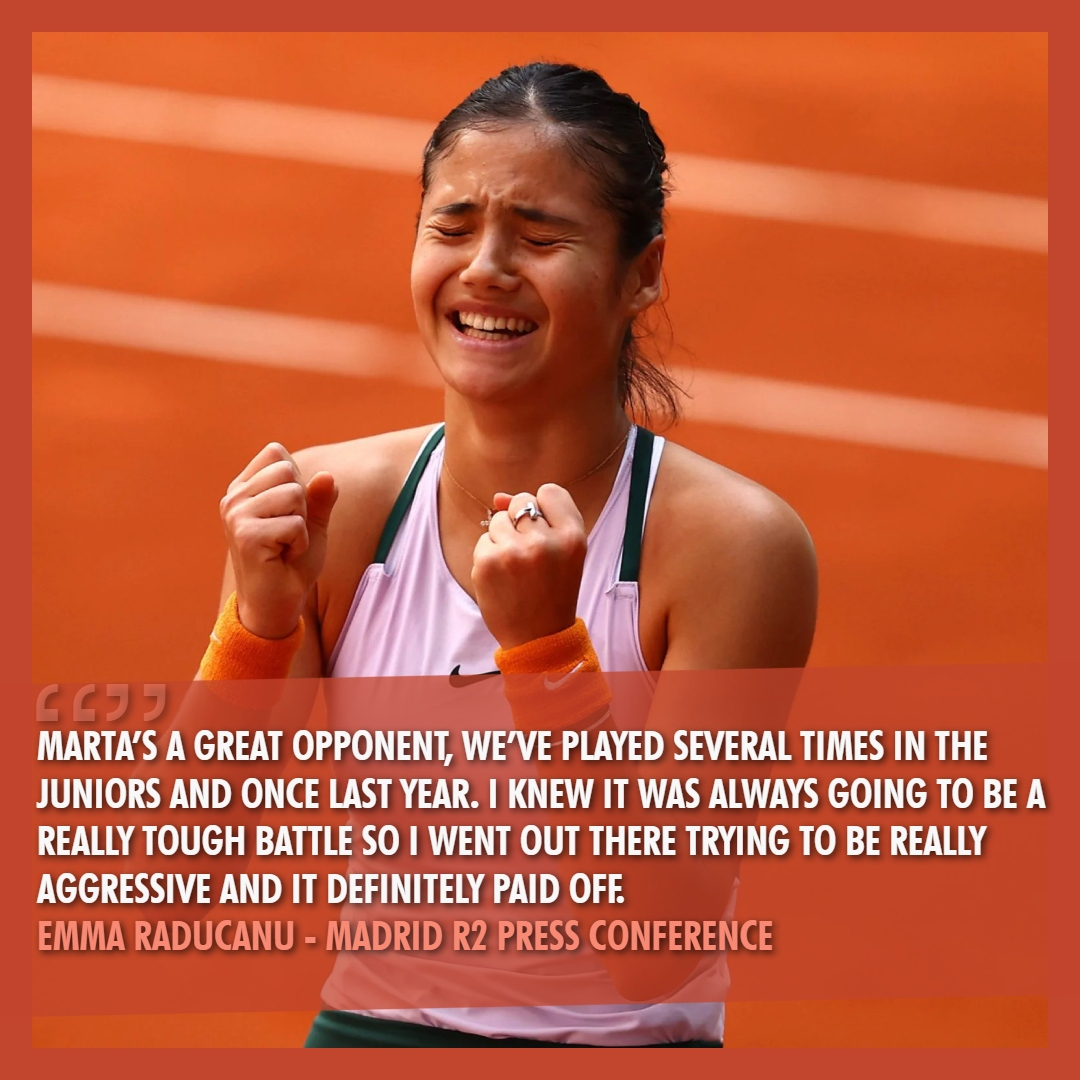 ““””
MARTA’S A GREAT OPPONENT, WE’VE PLAYED SEVERAL TIMES IN THE
JUNIORS AND ONCE LAST YEAR. I KNEW IT WAS ALWAYS GOING TO BE A
REALLY TOUGH BATTLE SO I WENT OUT THERE TRYING TO BE REALLY
AGGRESSIVE AND IT DEFINITELY PAID OFF.
EMMA RADUCANU - MADRID R2 PRESS CONFERENCE